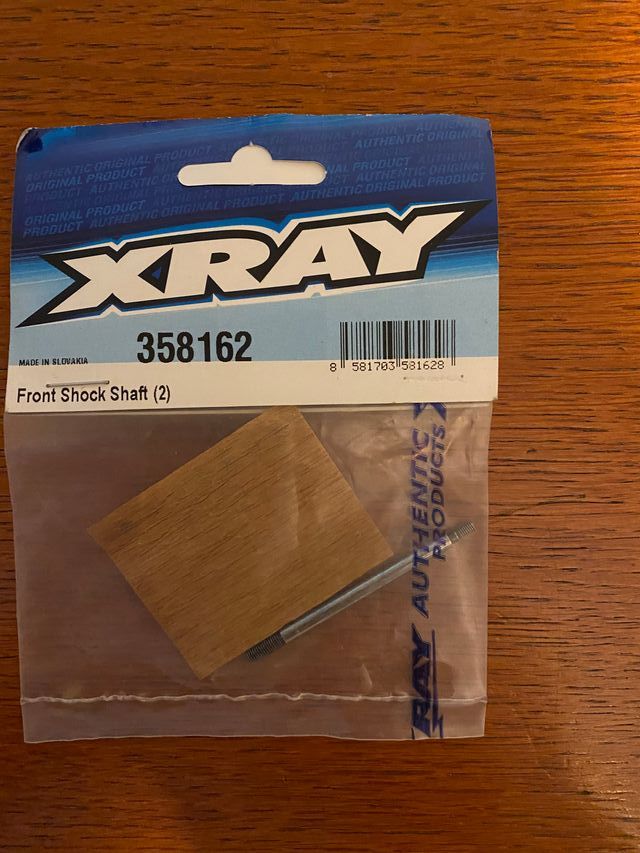 AUTHENTIC ORIGINAL PRODUCT
ORIGINAL PRODUCT
AUTHENTIC ORIGINAL
AUTHENTIC ORIGINAL PRODUCT
ORIGINAL PRODUCT
AUTHENTIC ORIGINAL PRODUCT
XRAY
MADE IN SLOVAKIA
358162
8 581703 581628
Front Shock Shaft (2)
XRAY AUTHENTIC
PRODUCTS